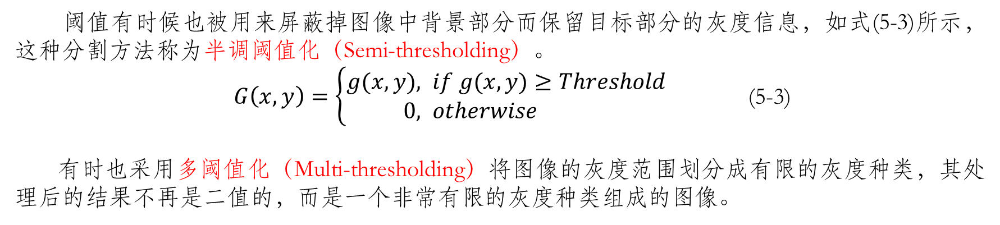 阈值有时候也被用来屏蔽掉图像中背景部分而保留目标部分的灰度信息，如式(5-3)所示，
这种分割方法称为半调阈值化（Semi-thresholding）。
G(x, y) = {g(x, y), if g(x, y) ≥ Threshold
0, otherwise
(5-3)
有时也采用多阈值化（Multi-thresholding）将图像的灰度范围划分成有限的灰度种类，其处
理后的结果不再是二值的，而是一个非常有限的灰度种类组成的图像。